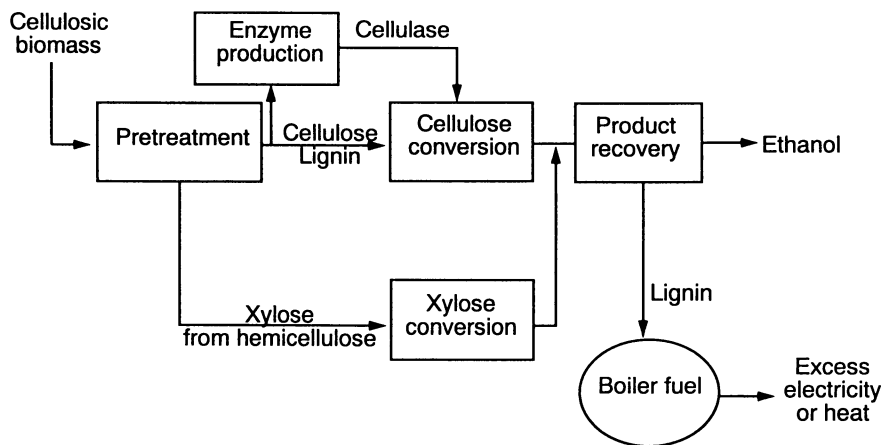 Cellulosic
biomass
Enzyme
production
Cellulase
Pretreatment
Cellulose
Lignin
Cellulose
conversion
Product
recovery
Ethanol
Xylose
from hemicellulose
Xylose
conversion
Lignin
Boiler fuel
Excess
electricity
or heat